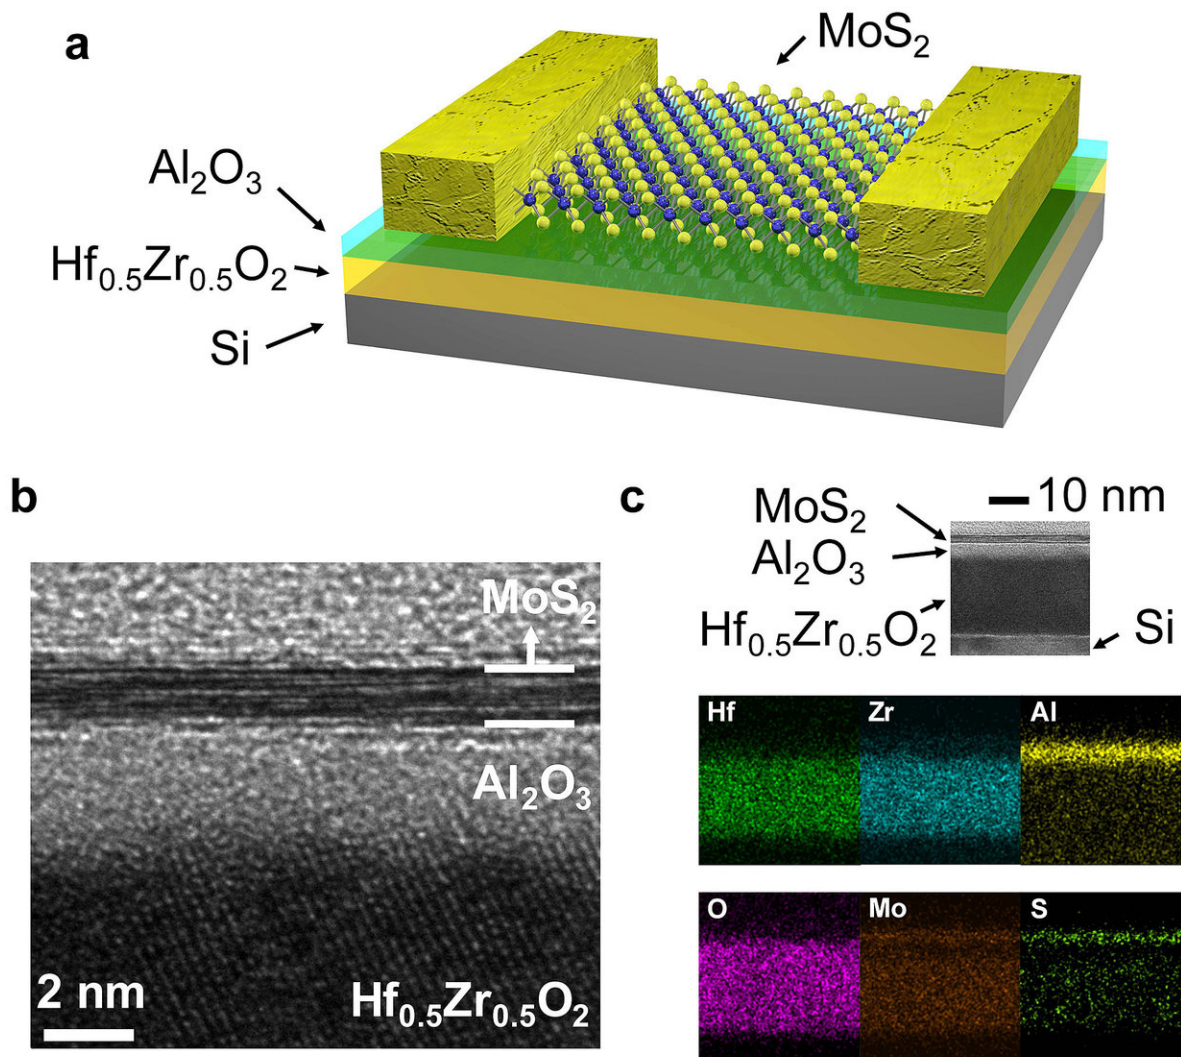 a
MoS₂
Al₂O₃
Hf₀.₅Zr₀.₅O₂
Si
b
MoS₂
Al₂O₃
2 nm
Hf₀.₅Zr₀.₅O₂
c
10 nm
MoS₂
Al₂O₃
Hf₀.₅Zr₀.₅O₂
Si
Hf Zr Al
O Mo S